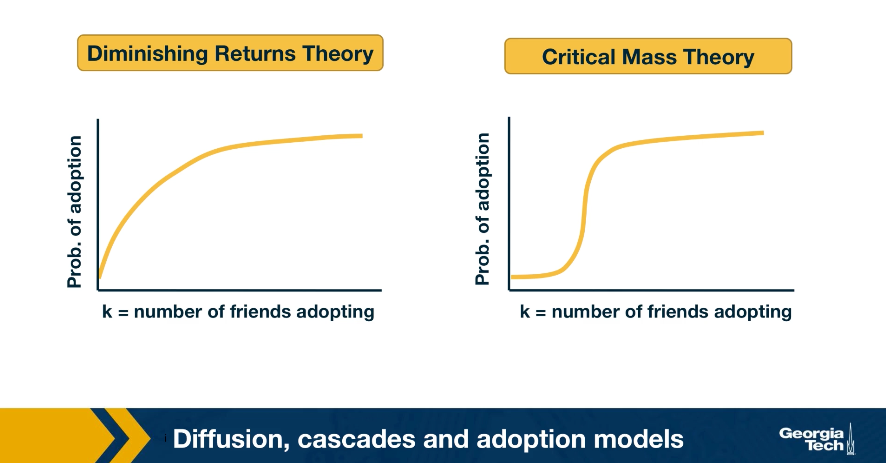 Diminishing Returns Theory
Critical Mass Theory
Prob. of adoption
k = number of friends adopting
Prob. of adoption
k = number of friends adopting
Diffusion, cascades and adoption models
Georgia
Tech